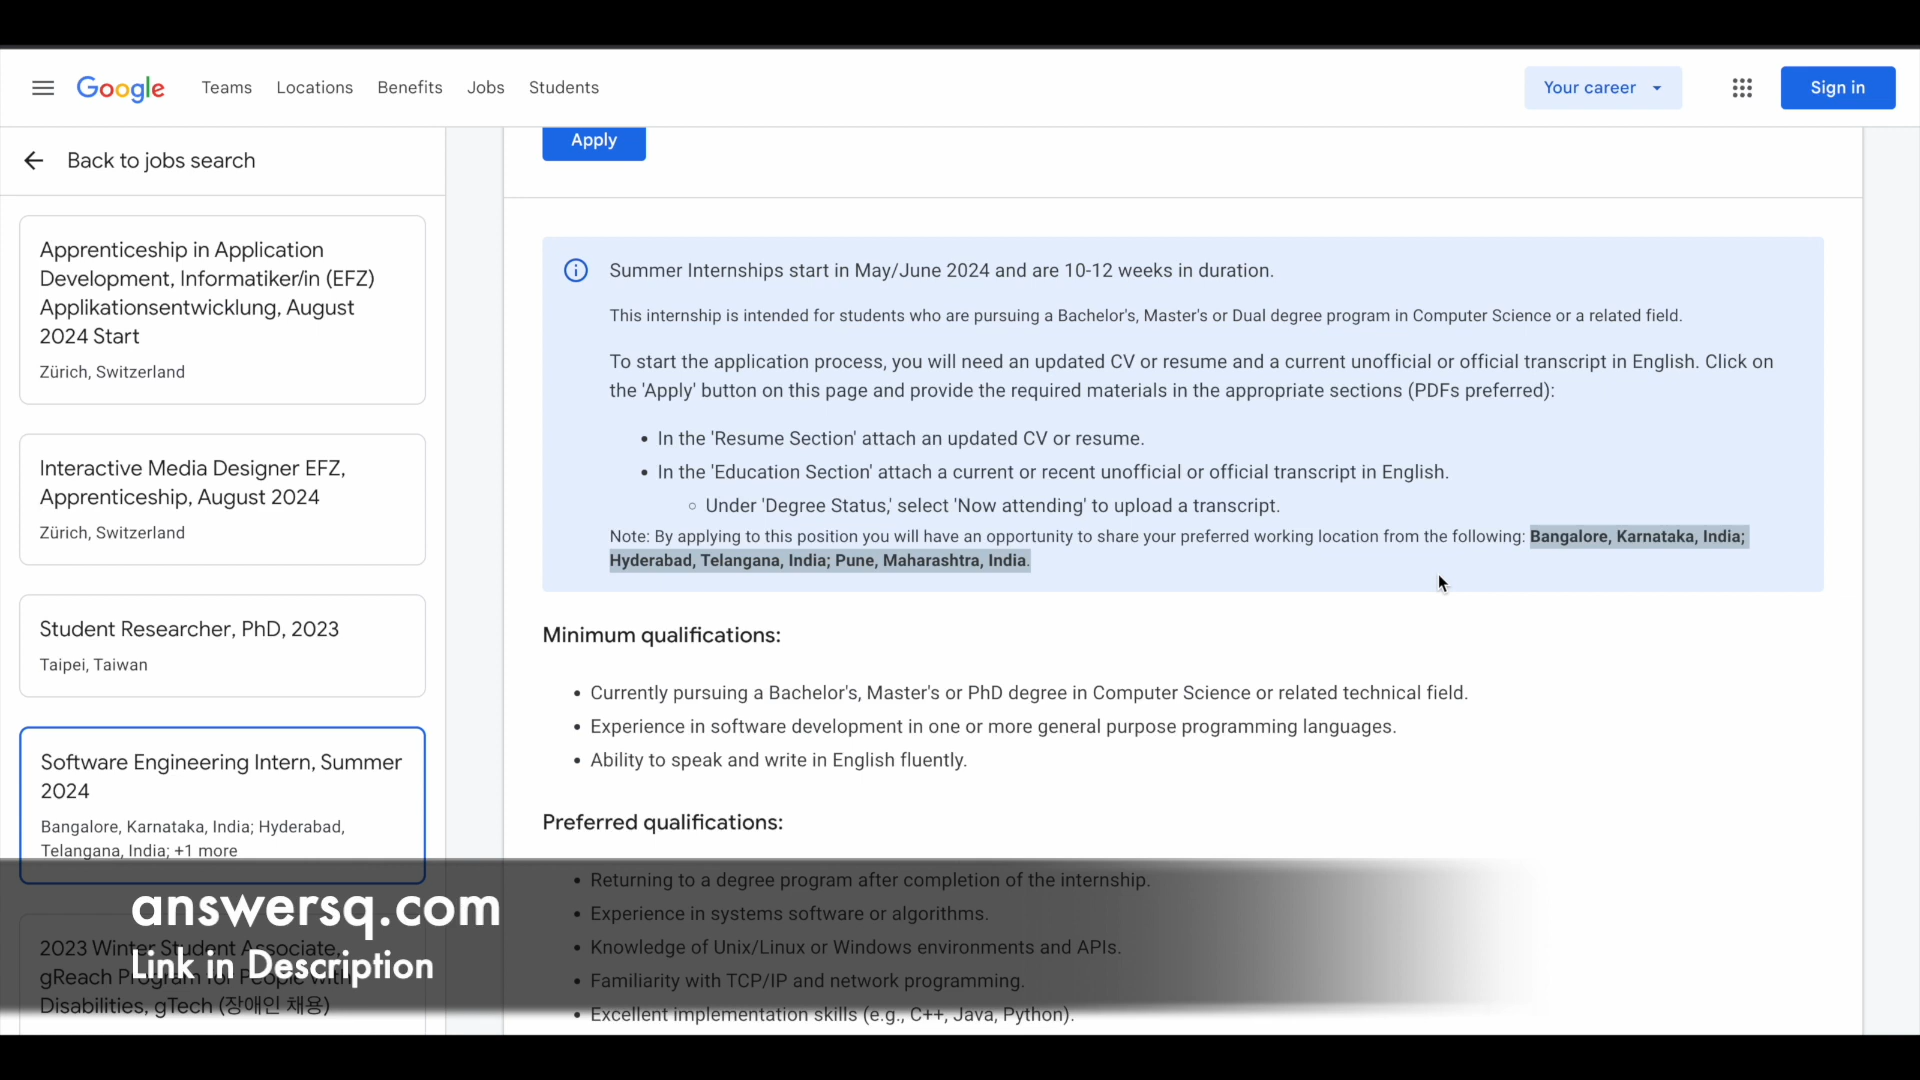 Google
Teams
Locations
Benefits
Jobs
Students
Your career
Sign in
Back to jobs search
Apprenticeship in Application
Development, Informatiker/in (EFZ)
Applikationsentwicklung, August
2024 Start
Zürich, Switzerland
Interactive Media Designer EFZ,
Apprenticeship, August 2024
Zürich, Switzerland
Student Researcher, PhD, 2023
Taipei, Taiwan
Software Engineering Intern, Summer
2024
Bangalore, Karnataka, India; Hyderabad,
Telangana, India; +1 more
2023 Winter Student Associate,
gReach Program for People with
Disabilities, gTech (장애인 채용)
Apply
Summer Internships start in May/June 2024 and are 10-12 weeks in duration.
This internship is intended for students who are pursuing a Bachelor's, Master's or Dual degree program in Computer Science or a related field.
To start the application process, you will need an updated CV or resume and a current unofficial or official transcript in English. Click on
the 'Apply' button on this page and provide the required materials in the appropriate sections (PDFs preferred):
• In the 'Resume Section' attach an updated CV or resume.
• In the 'Education Section' attach a current or recent unofficial or official transcript in English.
○ Under 'Degree Status,' select 'Now attending' to upload a transcript.
Note: By applying to this position you will have an opportunity to share your preferred working location from the following: Bangalore, Karnataka, India;
Hyderabad, Telangana, India; Pune, Maharashtra, India.
Minimum qualifications:
• Currently pursuing a Bachelor's, Master's or PhD degree in Computer Science or related technical field.
• Experience in software development in one or more general purpose programming languages.
• Ability to speak and write in English fluently.
Preferred qualifications:
• Returning to a degree program after completion of the internship.
• Experience in systems software or algorithms.
• Knowledge of Unix/Linux or Windows environments and APIs.
• Familiarity with TCP/IP and network programming.
• Excellent implementation skills (e.g., C++, Java, Python).
answersq.com
Link in Description